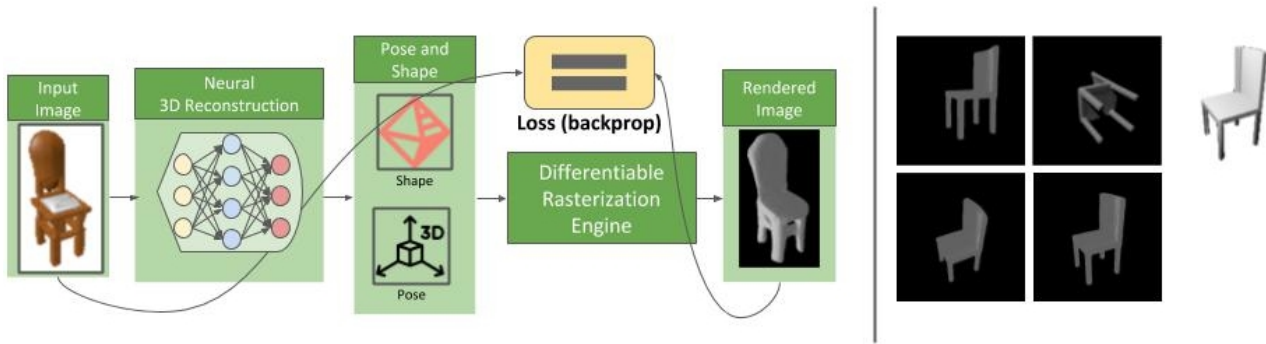 Input
Image
Neural
3D Reconstruction
Pose and
Shape
Shape
3D
Pose
Loss (backprop)
Differentiable
Rasterization
Engine
Rendered
Image